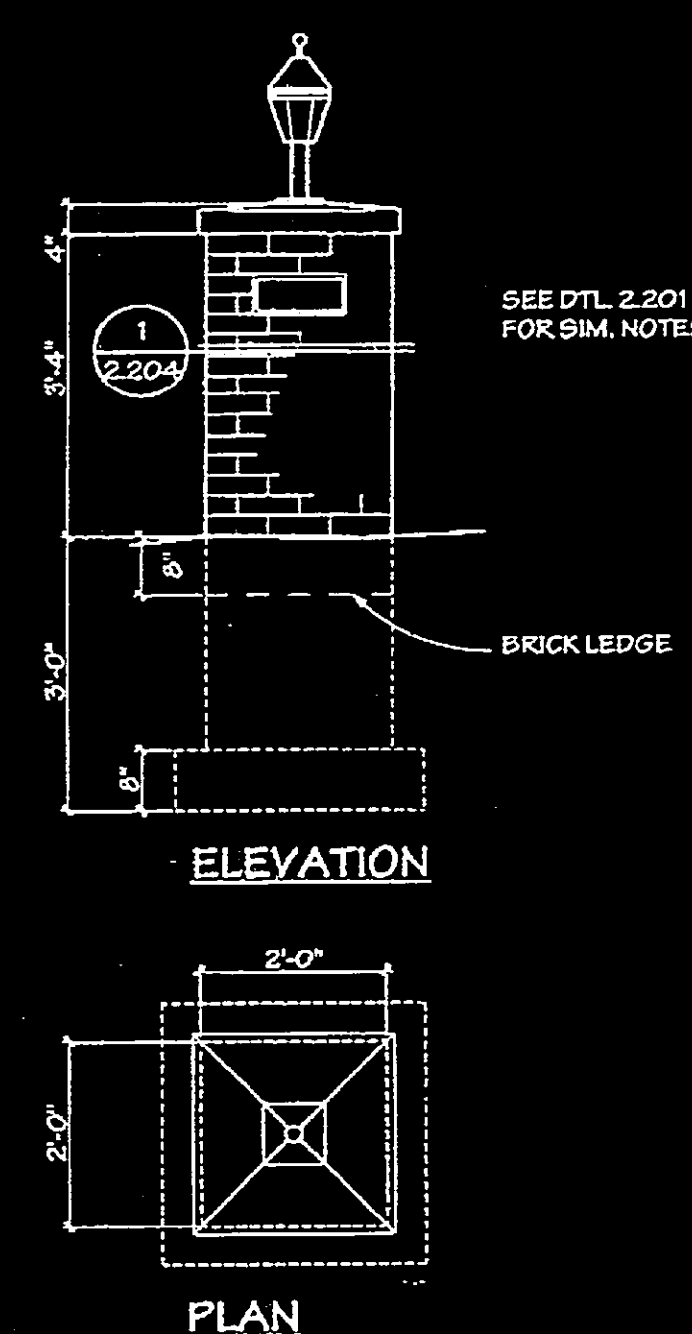 4"
SEE DTL. 2.201
FOR SIM. NOTES
1
2.204
3'-4"
8"
BRICK LEDGE
3'-0"
8"
ELEVATION
2'-0"
2'-0"
PLAN